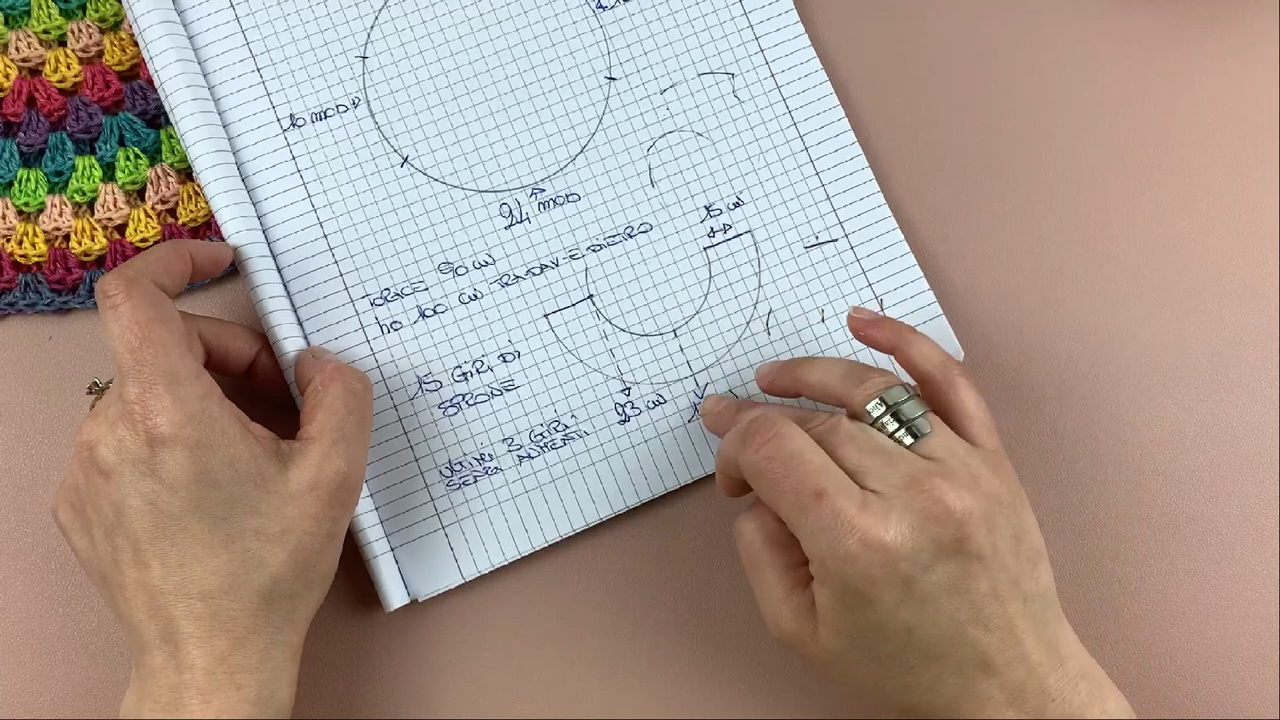 10 MOD
24 MOD
TORACE 90 cm
ho 100 cm TRA DAV-E-DIETRO
15 cm
15 GIRI DI
SPRONE
23 cm
ULTIMI 3 GIRI
SENZA AUMENTI